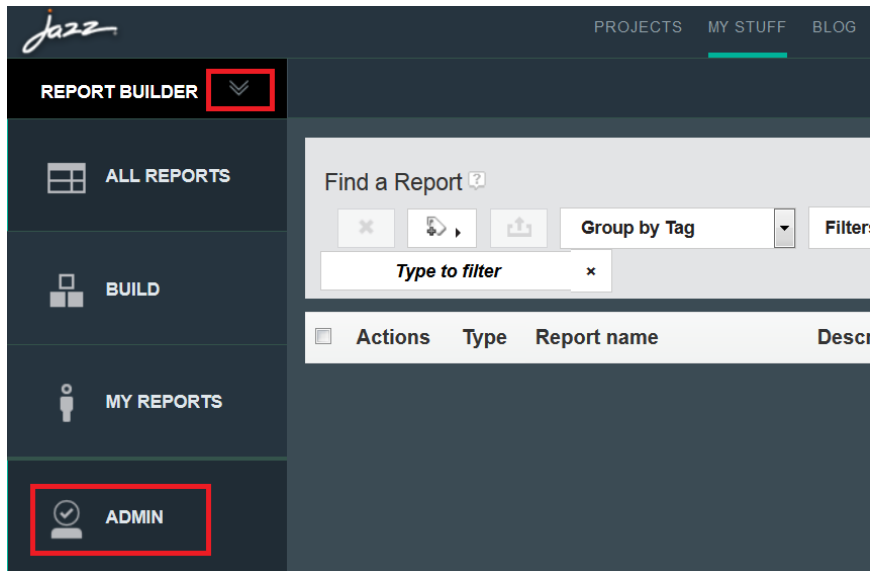 jazz
PROJECTS MY STUFF BLOG
REPORT BUILDER
ALL REPORTS
Find a Report ?
Group by Tag
Filters
Type to filter ×
BUILD
Actions Type Report name Descr
MY REPORTS
ADMIN